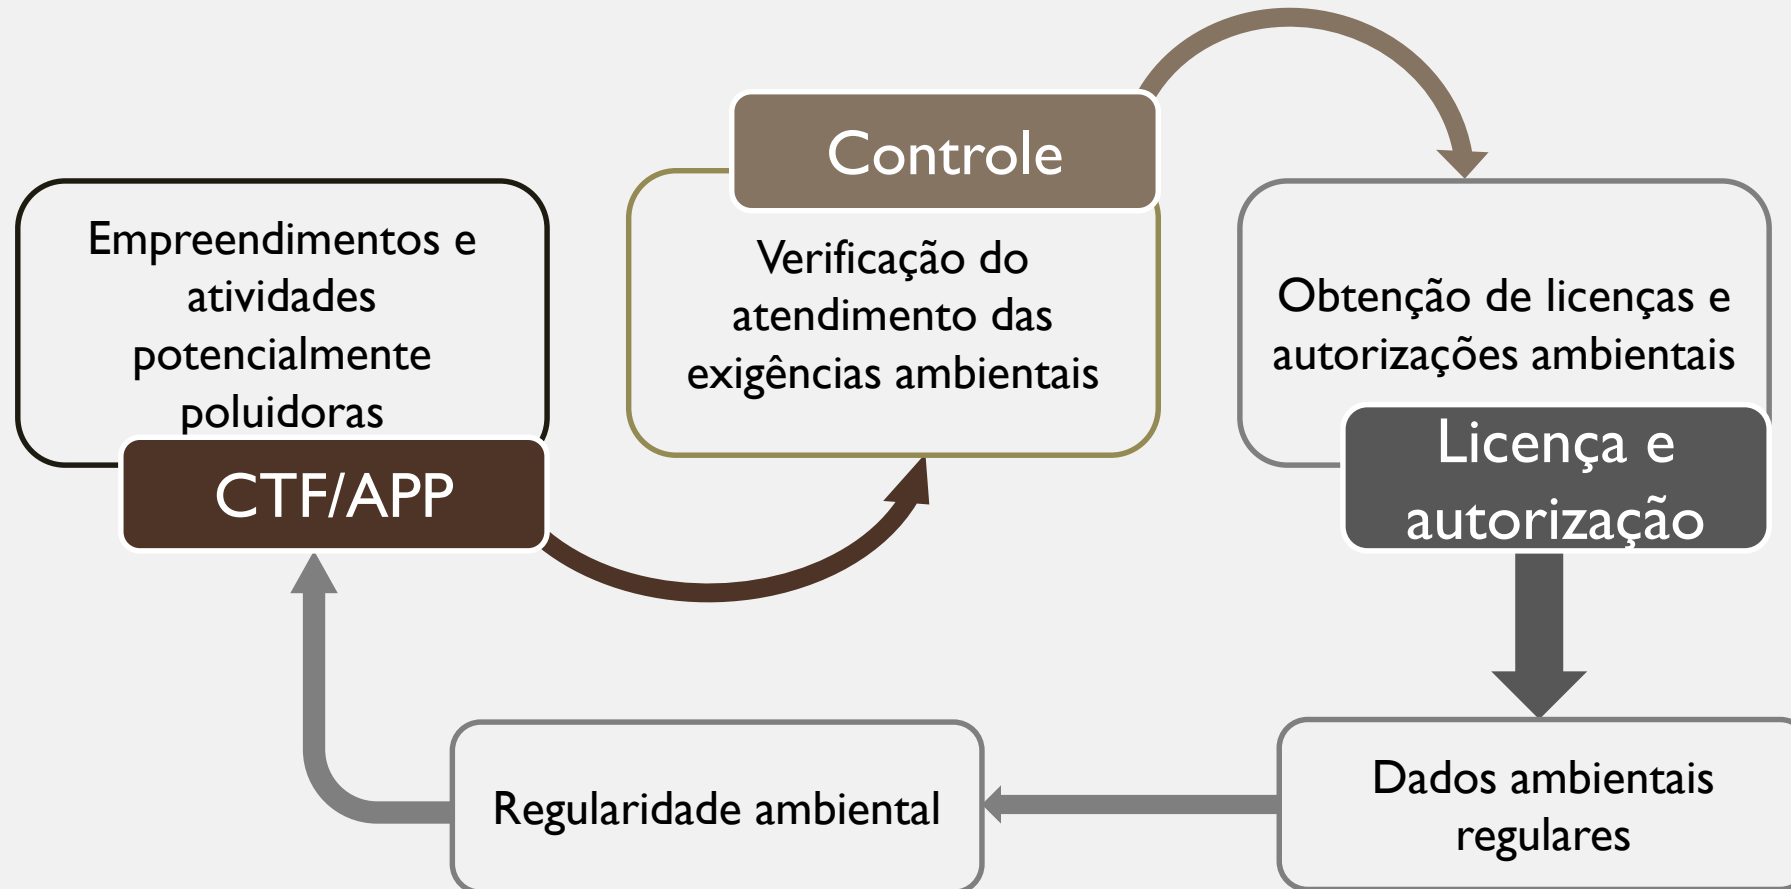 Empreendimentos e
atividades
potencialmente
poluidoras
CTF/APP
Controle
Verificação do
atendimento das
exigências ambientais
Obtenção de licenças e
autorizações ambientais
Licença e
autorização
Dados ambientais
regulares
Regularidade ambiental